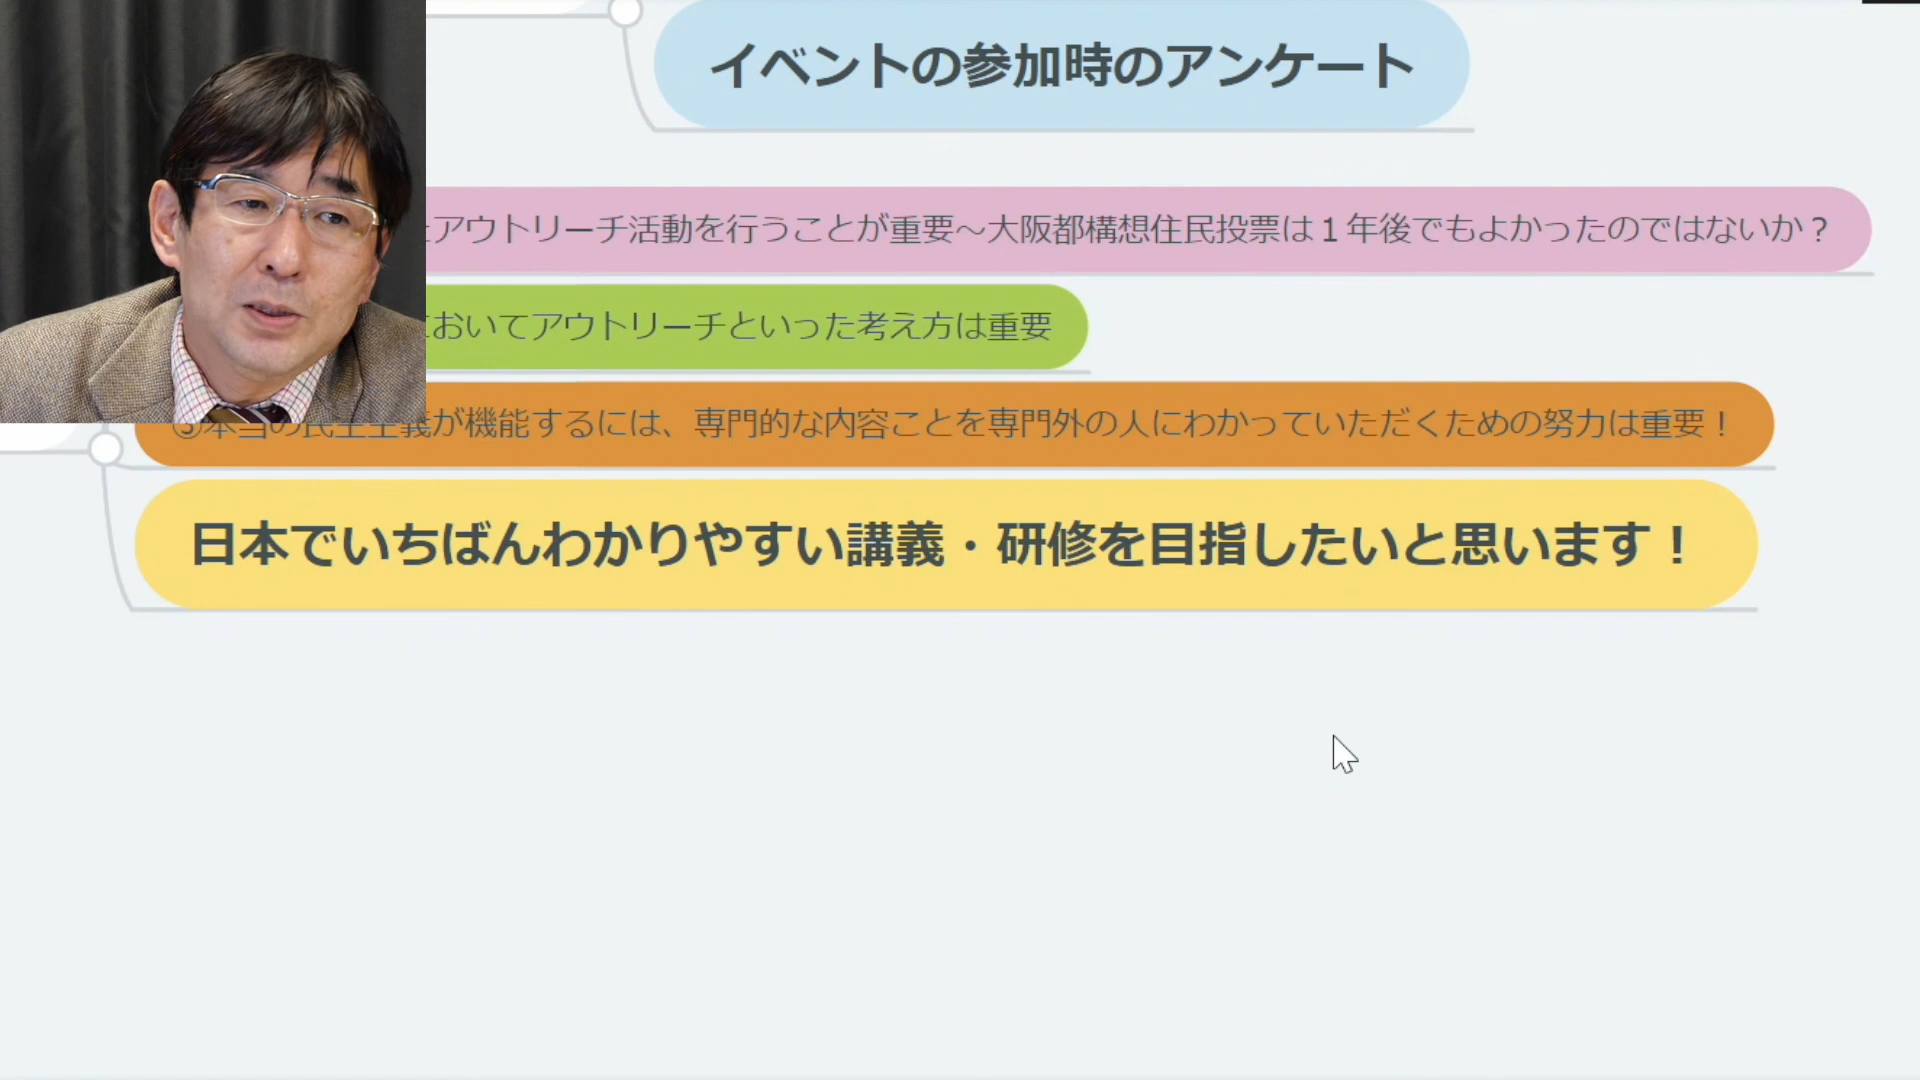 イベントの参加時のアンケート
アウトリーチ活動を行うことが重要～大阪都構想住民投票は１年後でもよかったのではないか？
おいてアウトリーチといった考え方は重要
本当の民主主義が機能するには、専門的な内容ことを専門外の人にわかっていただくための努力は重要！
日本でいちばんわかりやすい講義・研修を目指したいと思います！